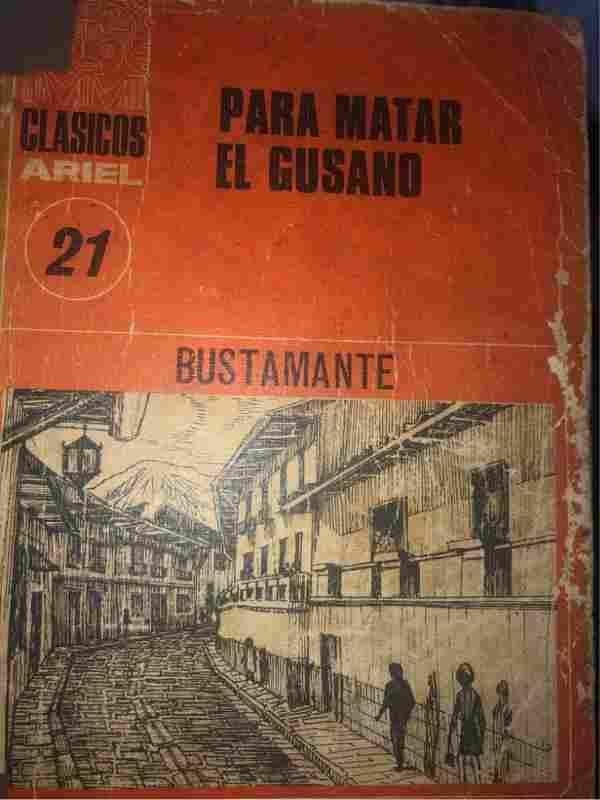 CLASICOS
ARIEL
21
PARA MATAR
EL GUSANO
BUSTAMANTE